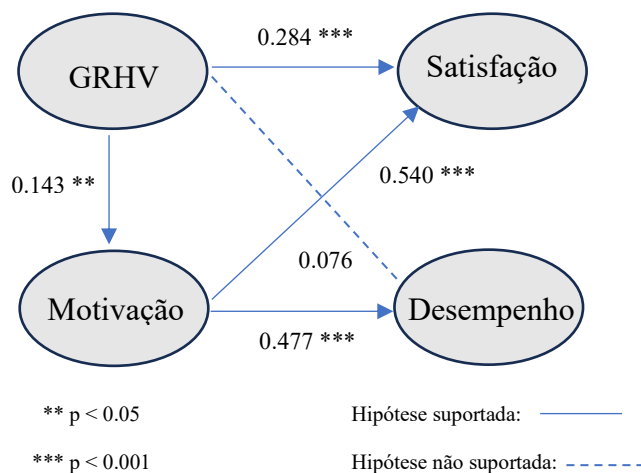 0.284 ***
GRHV
Satisfação
0.143 **
0.540 ***
0.076
Motivação
Desempenho
0.477 ***
** p < 0.05
Hipótese suportada:
*** p < 0.001
Hipótese não suportada: